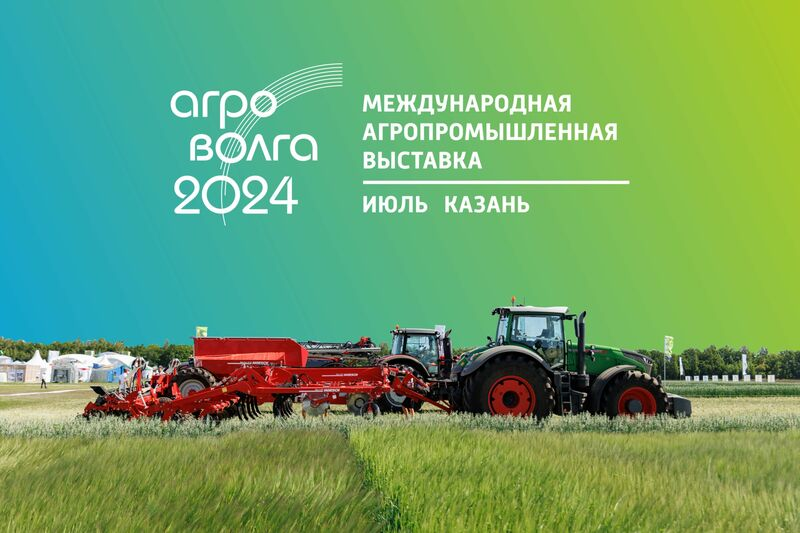 агро
волга
2024
МЕЖДУНАРОДНАЯ
АГРОПРОМЫШЛЕННАЯ
ВЫСТАВКА
ИЮЛЬ КАЗАНЬ